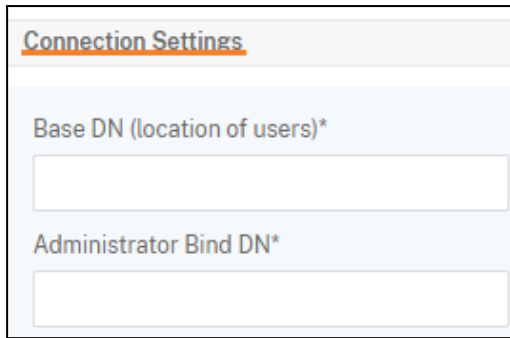 Connection Settings
Base DN (location of users)*
Administrator Bind DN*